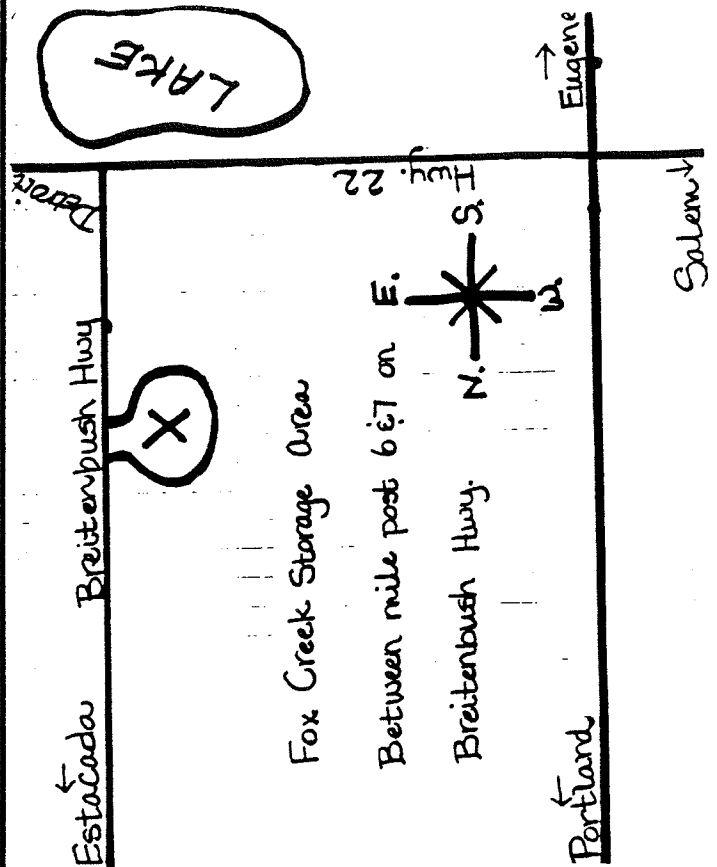 LAKE
Detroit
Hwy. 22
Eugene →
Breitenbush Hwy
Estacada ←
Fox Creek Storage area
Between mile post 6&7 on
Breitenbush Hwy.
N.
E.
S.
W.
Portland ←
Salem ↓